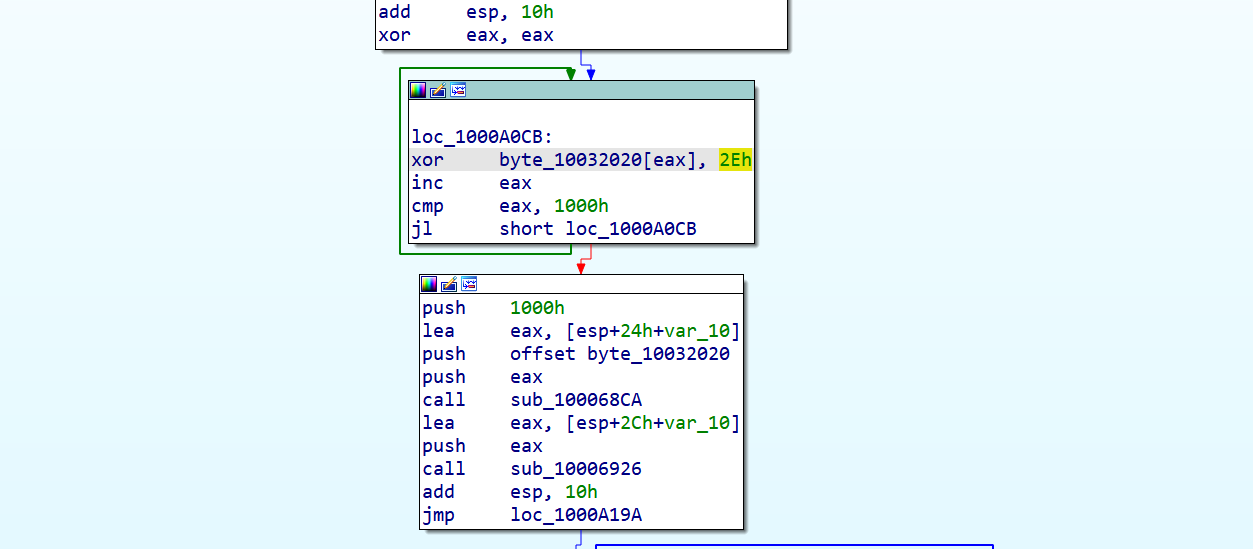 add esp, 10h
xor eax, eax
loc_1000A0CB:
xor byte_10032020[eax], 2Eh
inc eax
cmp eax, 1000h
jl short loc_1000A0CB
push 1000h
lea eax, [esp+24h+var_10]
push offset byte_10032020
push eax
call sub_100068CA
lea eax, [esp+2Ch+var_10]
push eax
call sub_10006926
add esp, 10h
jmp loc_1000A19A